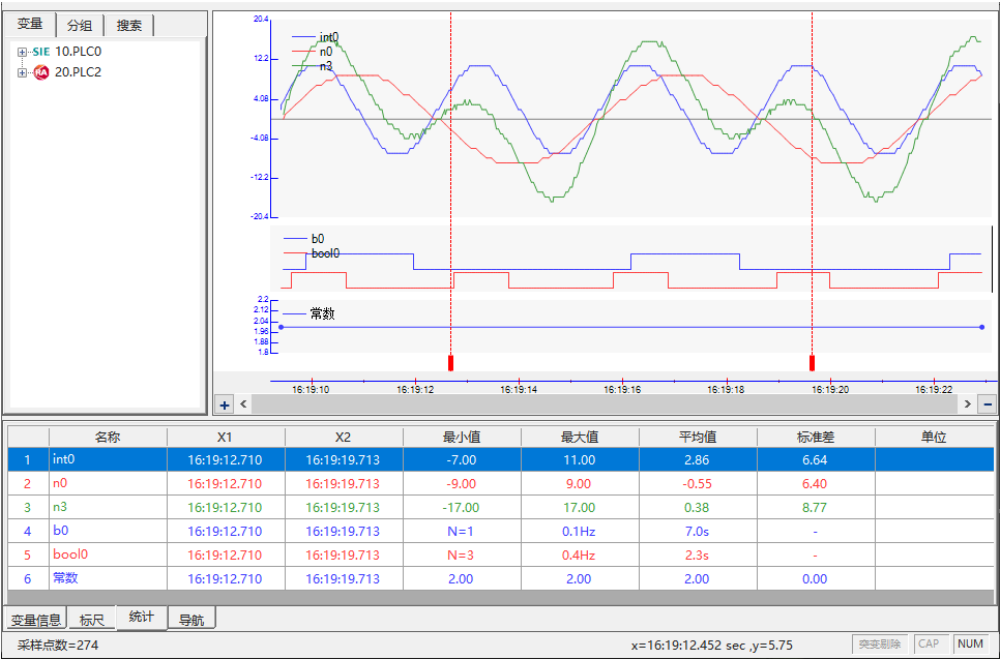 变量 分组 搜索
SIE 10.PLC0
RA 20.PLC2
20.4
12.2
4.08
-4.08
-12.2
-20.4
int0
n0
n3
b0
bool0
2.2
2.12
2.04
1.96
1.88
1.8
常数
16:19:10 16:19:12 16:19:14 16:19:16 16:19:18 16:19:20 16:19:22
+ < > −
名称 X1 X2 最小值 最大值 平均值 标准差 单位
1 int0 16:19:12.710 16:19:19.713 -7.00 11.00 2.86 6.64
2 n0 16:19:12.710 16:19:19.713 -9.00 9.00 -0.55 6.40
3 n3 16:19:12.710 16:19:19.713 -17.00 17.00 0.38 8.77
4 b0 16:19:12.710 16:19:19.713 N=1 0.1Hz 7.0s -
5 bool0 16:19:12.710 16:19:19.713 N=3 0.4Hz 2.3s -
6 常数 16:19:12.710 16:19:19.713 2.00 2.00 2.00 0.00
变量信息 标尺 统计 导航
采样点数=274 x=16:19:12.452 sec ,y=5.75 突变剔除 CAP NUM